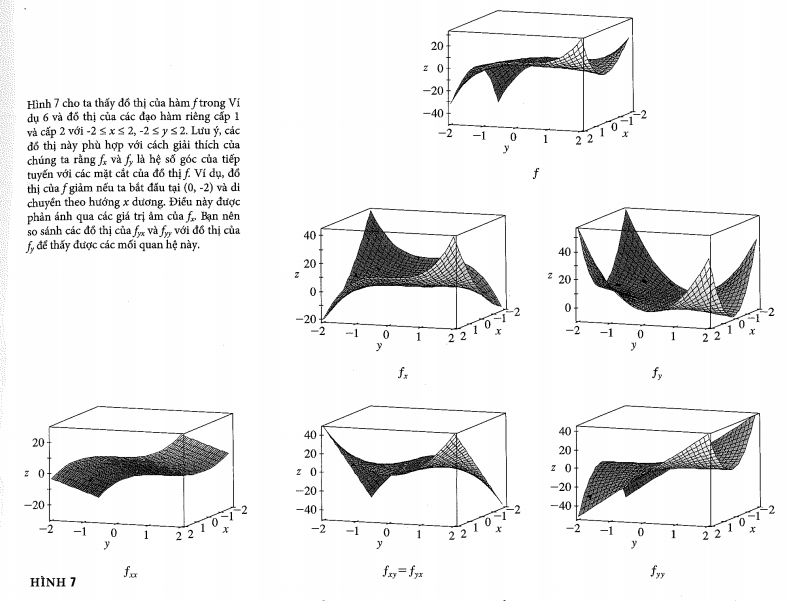 20
z 0
−20
−40
−2 −1 0 1 2 2 1 0 −1 −2
y x
f
Hình 7 cho ta thấy đồ thị của hàm f trong Ví
dụ 6 và đồ thị của các đạo hàm riêng cấp 1
và cấp 2 với -2 ≤ x ≤ 2, -2 ≤ y ≤ 2. Lưu ý, các
đồ thị này phù hợp với cách giải thích của
chúng ta rằng fx và fy là hệ số góc của tiếp
tuyến với các mặt cắt của đồ thị f. Ví dụ, đồ
thị của f giảm nếu ta bắt đầu tại (0, -2) và di
chuyển theo hướng x dương. Điều này được
phản ánh qua các giá trị âm của fx. Bạn nên
so sánh các đồ thị của fyx và fyy với đồ thị của
fy để thấy được các mối quan hệ này.
40
20
z 0
−20
−2 −1 0 1 2 2 1 0 −1 −2
y x
fx
40
z 20
0
−2 −1 0 1 2 2 1 0 −1 −2
y x
fy
20
z 0
−20
−2 −1 0 1 2 2 1 0 −1 −2
y x
fxx
40
20
z 0
−20
−40
−2 −1 0 1 2 2 1 0 −1 −2
y x
fxy = fyx
40
20
z 0
−20
−40
−2 −1 0 1 2 2 1 0 −1 −2
y x
fyy
HÌNH 7